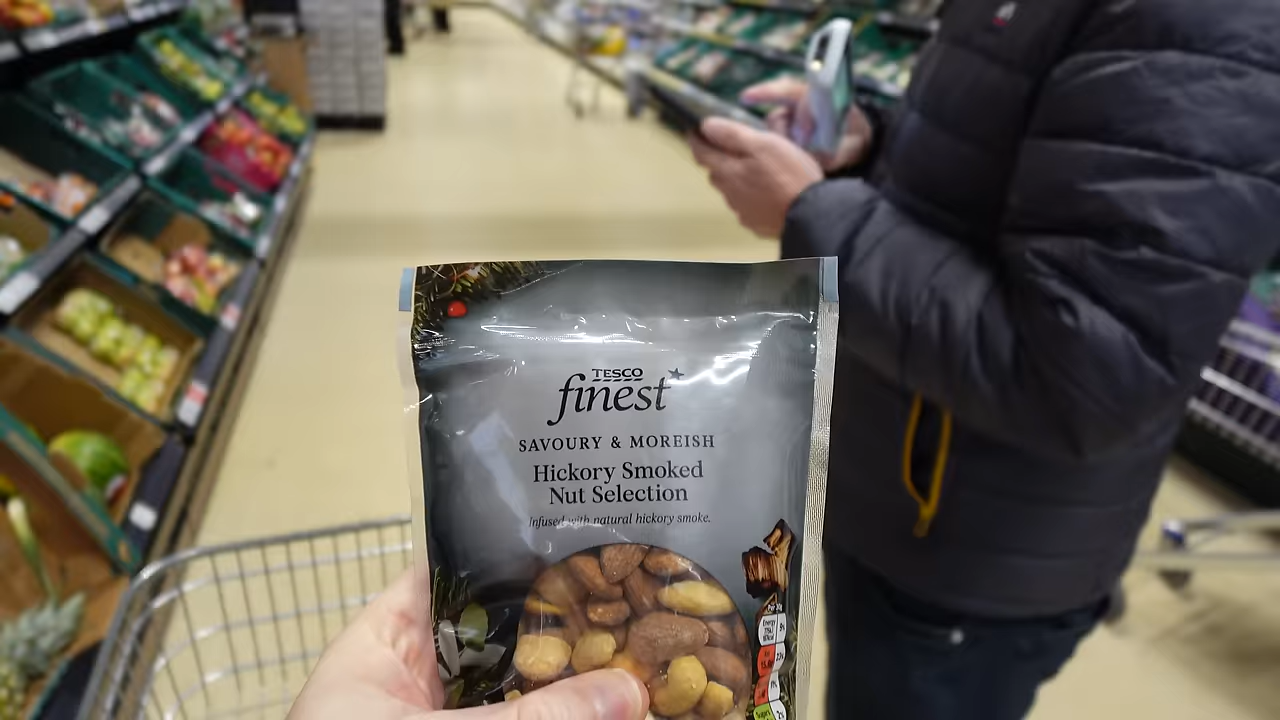 TESCO
finest
SAVOURY & MOREISH
Hickory Smoked
Nut Selection
Infused with natural hickory smoke.